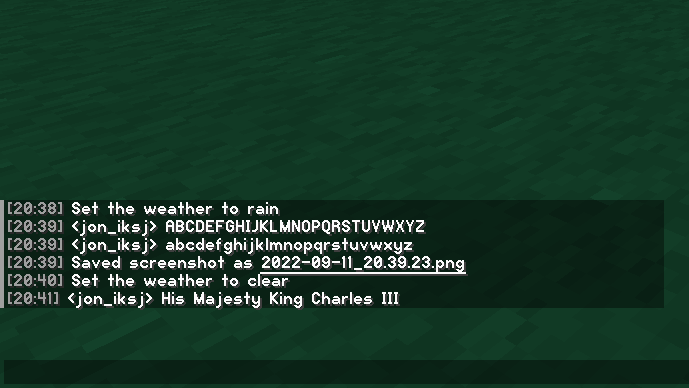 [20:38] Set the weather to rain
[20:39] <jon_iksj> ABCDEFGHIJKLMNOPQRSTUVWXYZ
[20:39] <jon_iksj> abcdefghijklmnopqrstuvwxyz
[20:39] Saved screenshot as 2022-09-11_20.39.23.png
[20:40] Set the weather to clear
[20:41] <jon_iksj> His Majesty King Charles III